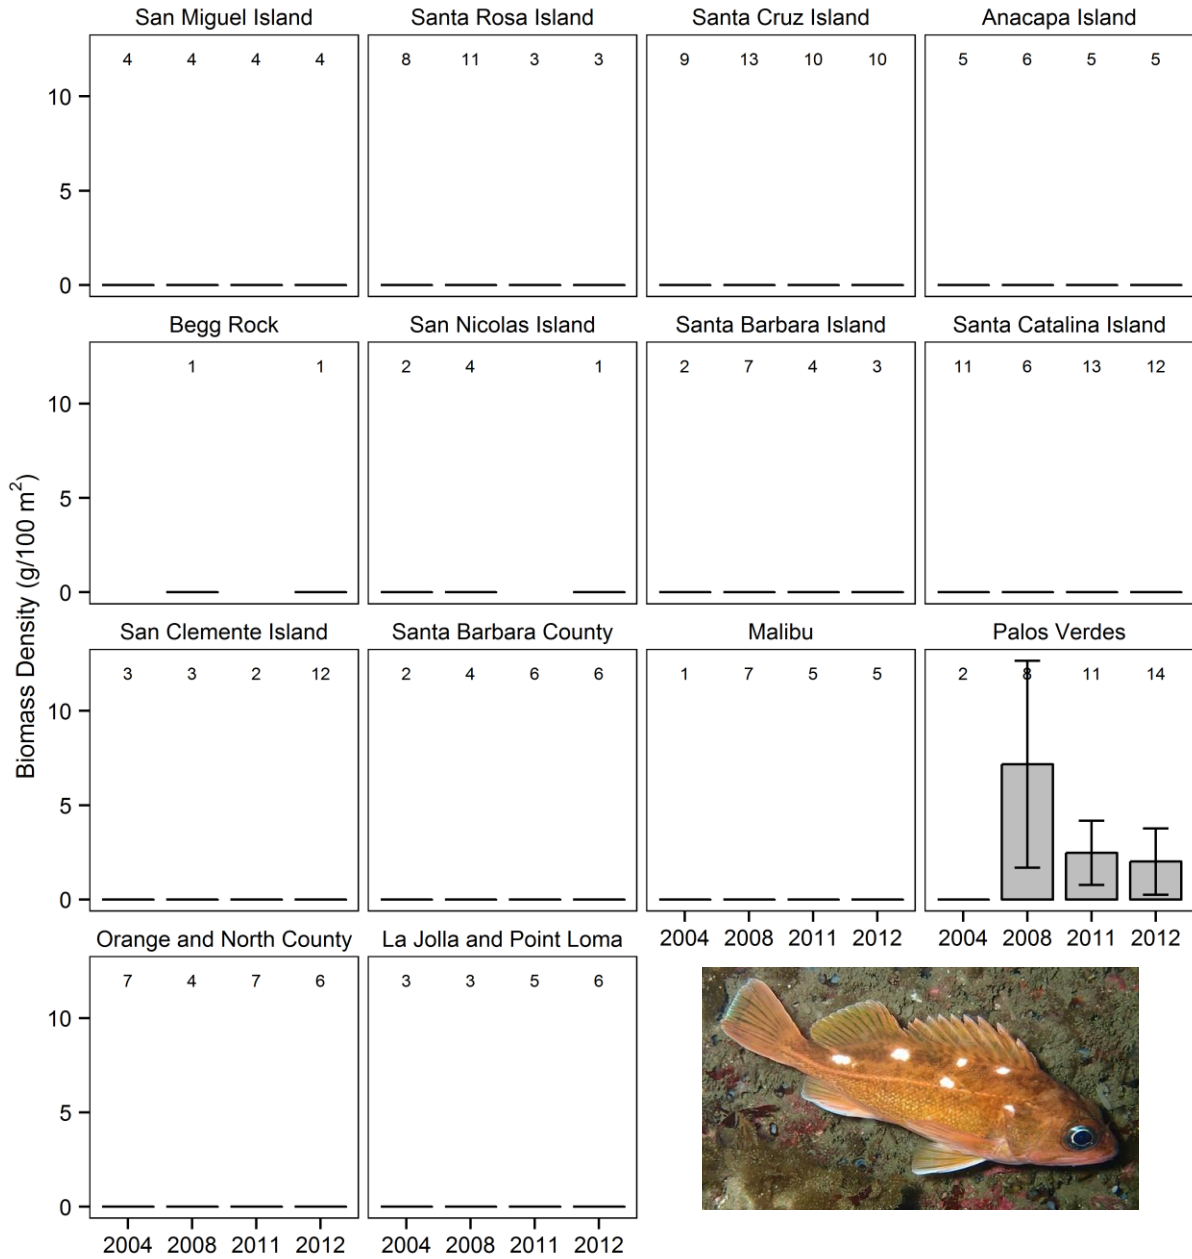 San Miguel Island Santa Rosa Island Santa Cruz Island Anacapa Island
4 4 4 4 8 11 3 3 9 13 10 10 5 6 5 5
10
5
0
Begg Rock San Nicolas Island Santa Barbara Island Santa Catalina Island
1 1 2 4 1 2 7 4 3 11 6 13 12
10
5
0
Biomass Density (g/100 m²)
San Clemente Island Santa Barbara County Malibu Palos Verdes
3 3 2 12 2 4 6 6 1 7 5 5 2 8 11 14
10
5
0
2004 2008 2011 2012 2004 2008 2011 2012
Orange and North County La Jolla and Point Loma
7 4 7 6 3 3 5 6
10
5
0
2004 2008 2011 2012 2004 2008 2011 2012